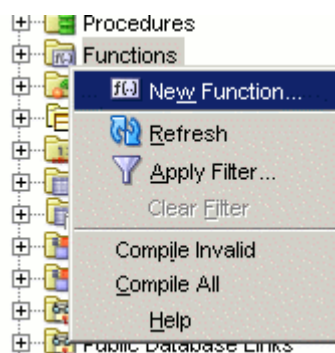 Procedures
Functions
New Function...
Refresh
Apply Filter...
Clear Filter
Compile Invalid
Compile All
Help
Public Database Links